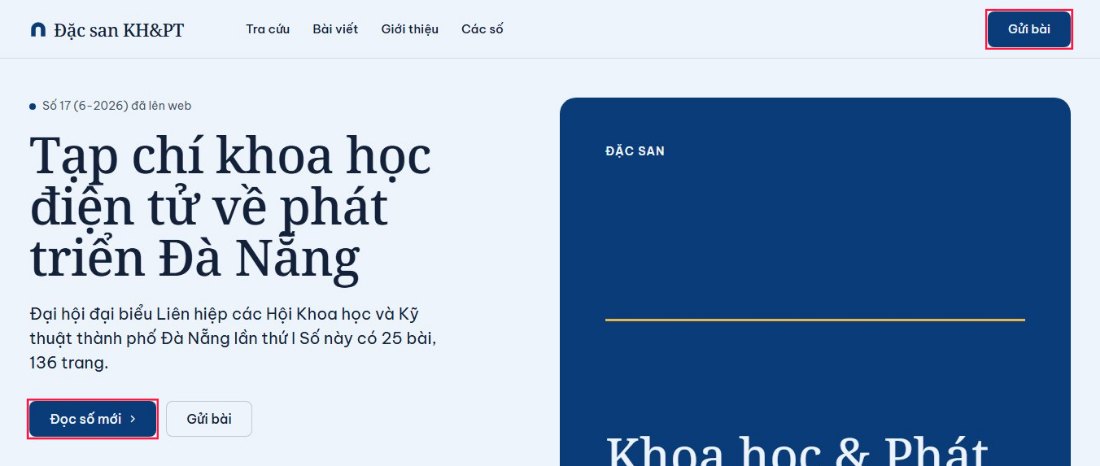 Đặc san KH&PT
Tra cứu
Bài viết
Giới thiệu
Các số
Gửi bài
Số 17 (6-2026) đã lên web
Tạp chí khoa học
điện tử về phát
triển Đà Nẵng
Đại hội đại biểu Liên hiệp các Hội Khoa học và Kỹ
thuật thành phố Đà Nẵng lần thứ I Số này có 25 bài,
136 trang.
Đọc số mới
Gửi bài
ĐẶC SAN
Khoa học & Phát